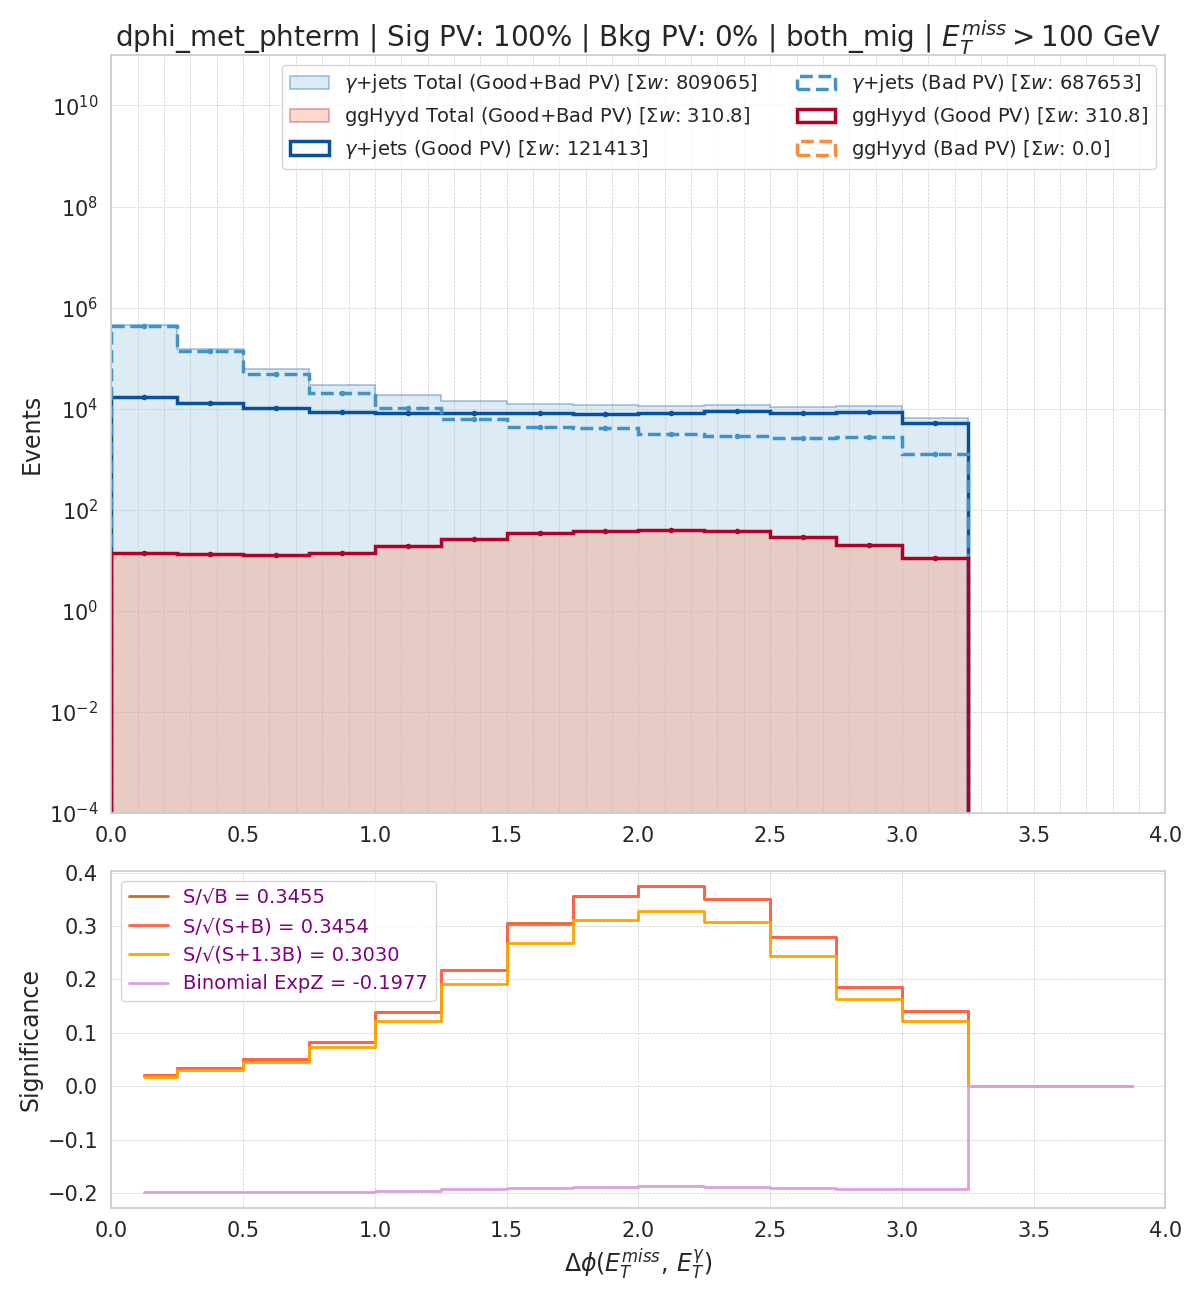 dphi_met_phterm | Sig PV: 100% | Bkg PV: 0% | both_mig | E_T^{miss} > 100 GeV
γ+jets Total (Good+Bad PV) [Σw: 809065]
ggHyyd Total (Good+Bad PV) [Σw: 310.8]
γ+jets (Good PV) [Σw: 121413]
γ+jets (Bad PV) [Σw: 687653]
ggHyyd (Good PV) [Σw: 310.8]
ggHyyd (Bad PV) [Σw: 0.0]
Events
10^{10}
10^{8}
10^{6}
10^{4}
10^{2}
10^{0}
10^{−2}
10^{−4}
0.0 0.5 1.0 1.5 2.0 2.5 3.0 3.5 4.0
Significance
0.4
0.3
0.2
0.1
0.0
−0.1
−0.2
S/√B = 0.3455
S/√(S+B) = 0.3454
S/√(S+1.3B) = 0.3030
Binomial ExpZ = -0.1977
0.0 0.5 1.0 1.5 2.0 2.5 3.0 3.5 4.0
Δϕ(E_T^{miss}, E_T^γ)